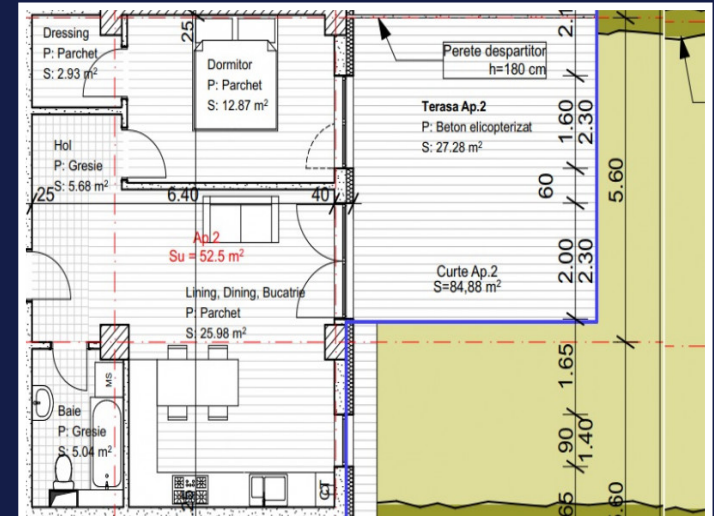 Dressing
P: Parchet
S: 2.93 m²
25
Dormitor
P: Parchet
S: 12.87 m²
Perete despartitor
h=180 cm
Terasa Ap.2
P: Beton elicopterizat
S: 27.28 m²
Hol
P: Gresie
S: 5.68 m²
25
6.40
40
Ap.2
Su = 52.5 m²
Lining, Dining, Bucatrie
P: Parchet
S: 25.98 m²
Curte Ap.2
S=84,88 m²
MS
Baie
P: Gresie
S: 5.04 m²
CT
25
60
1.60
2.30
5.60
2.00
2.30
1.65
90
1.40